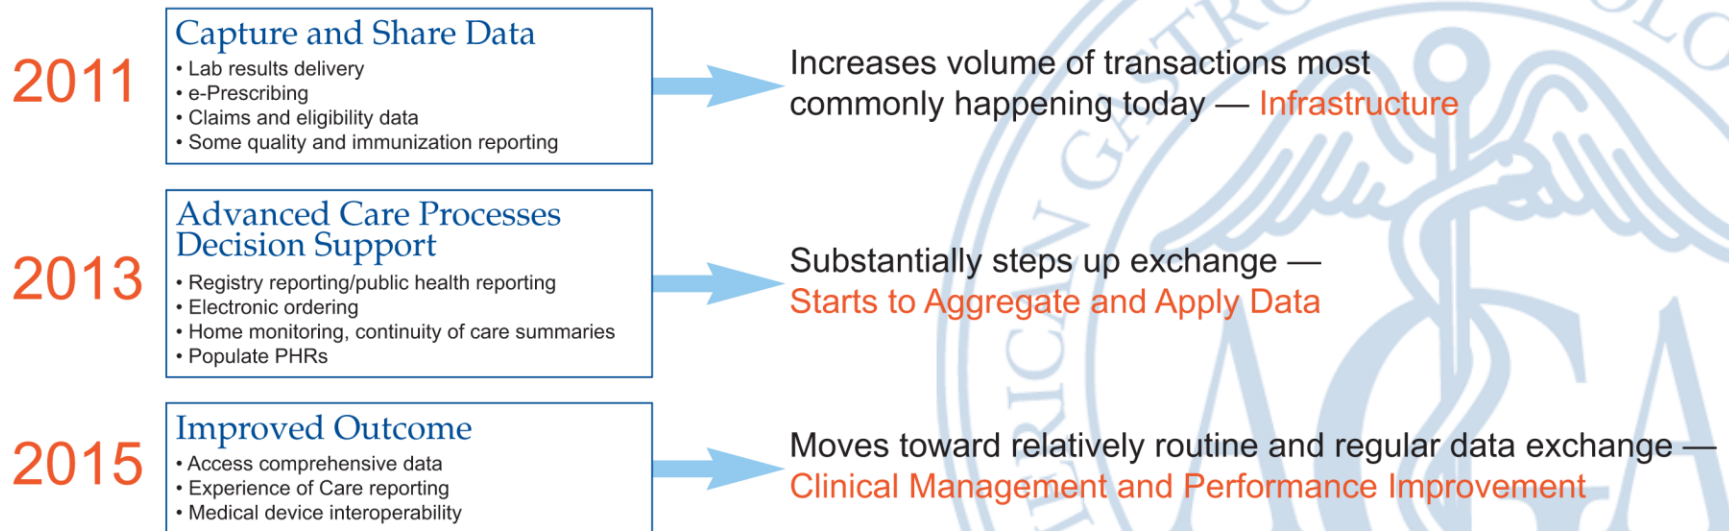 2011
Capture and Share Data
• Lab results delivery
• e-Prescribing
• Claims and eligibility data
• Some quality and immunization reporting
Increases volume of transactions most
commonly happening today — Infrastructure
2013
Advanced Care Processes
Decision Support
• Registry reporting/public health reporting
• Electronic ordering
• Home monitoring, continuity of care summaries
• Populate PHRs
Substantially steps up exchange —
Starts to Aggregate and Apply Data
2015
Improved Outcome
• Access comprehensive data
• Experience of Care reporting
• Medical device interoperability
Moves toward relatively routine and regular data exchange —
Clinical Management and Performance Improvement
AGA